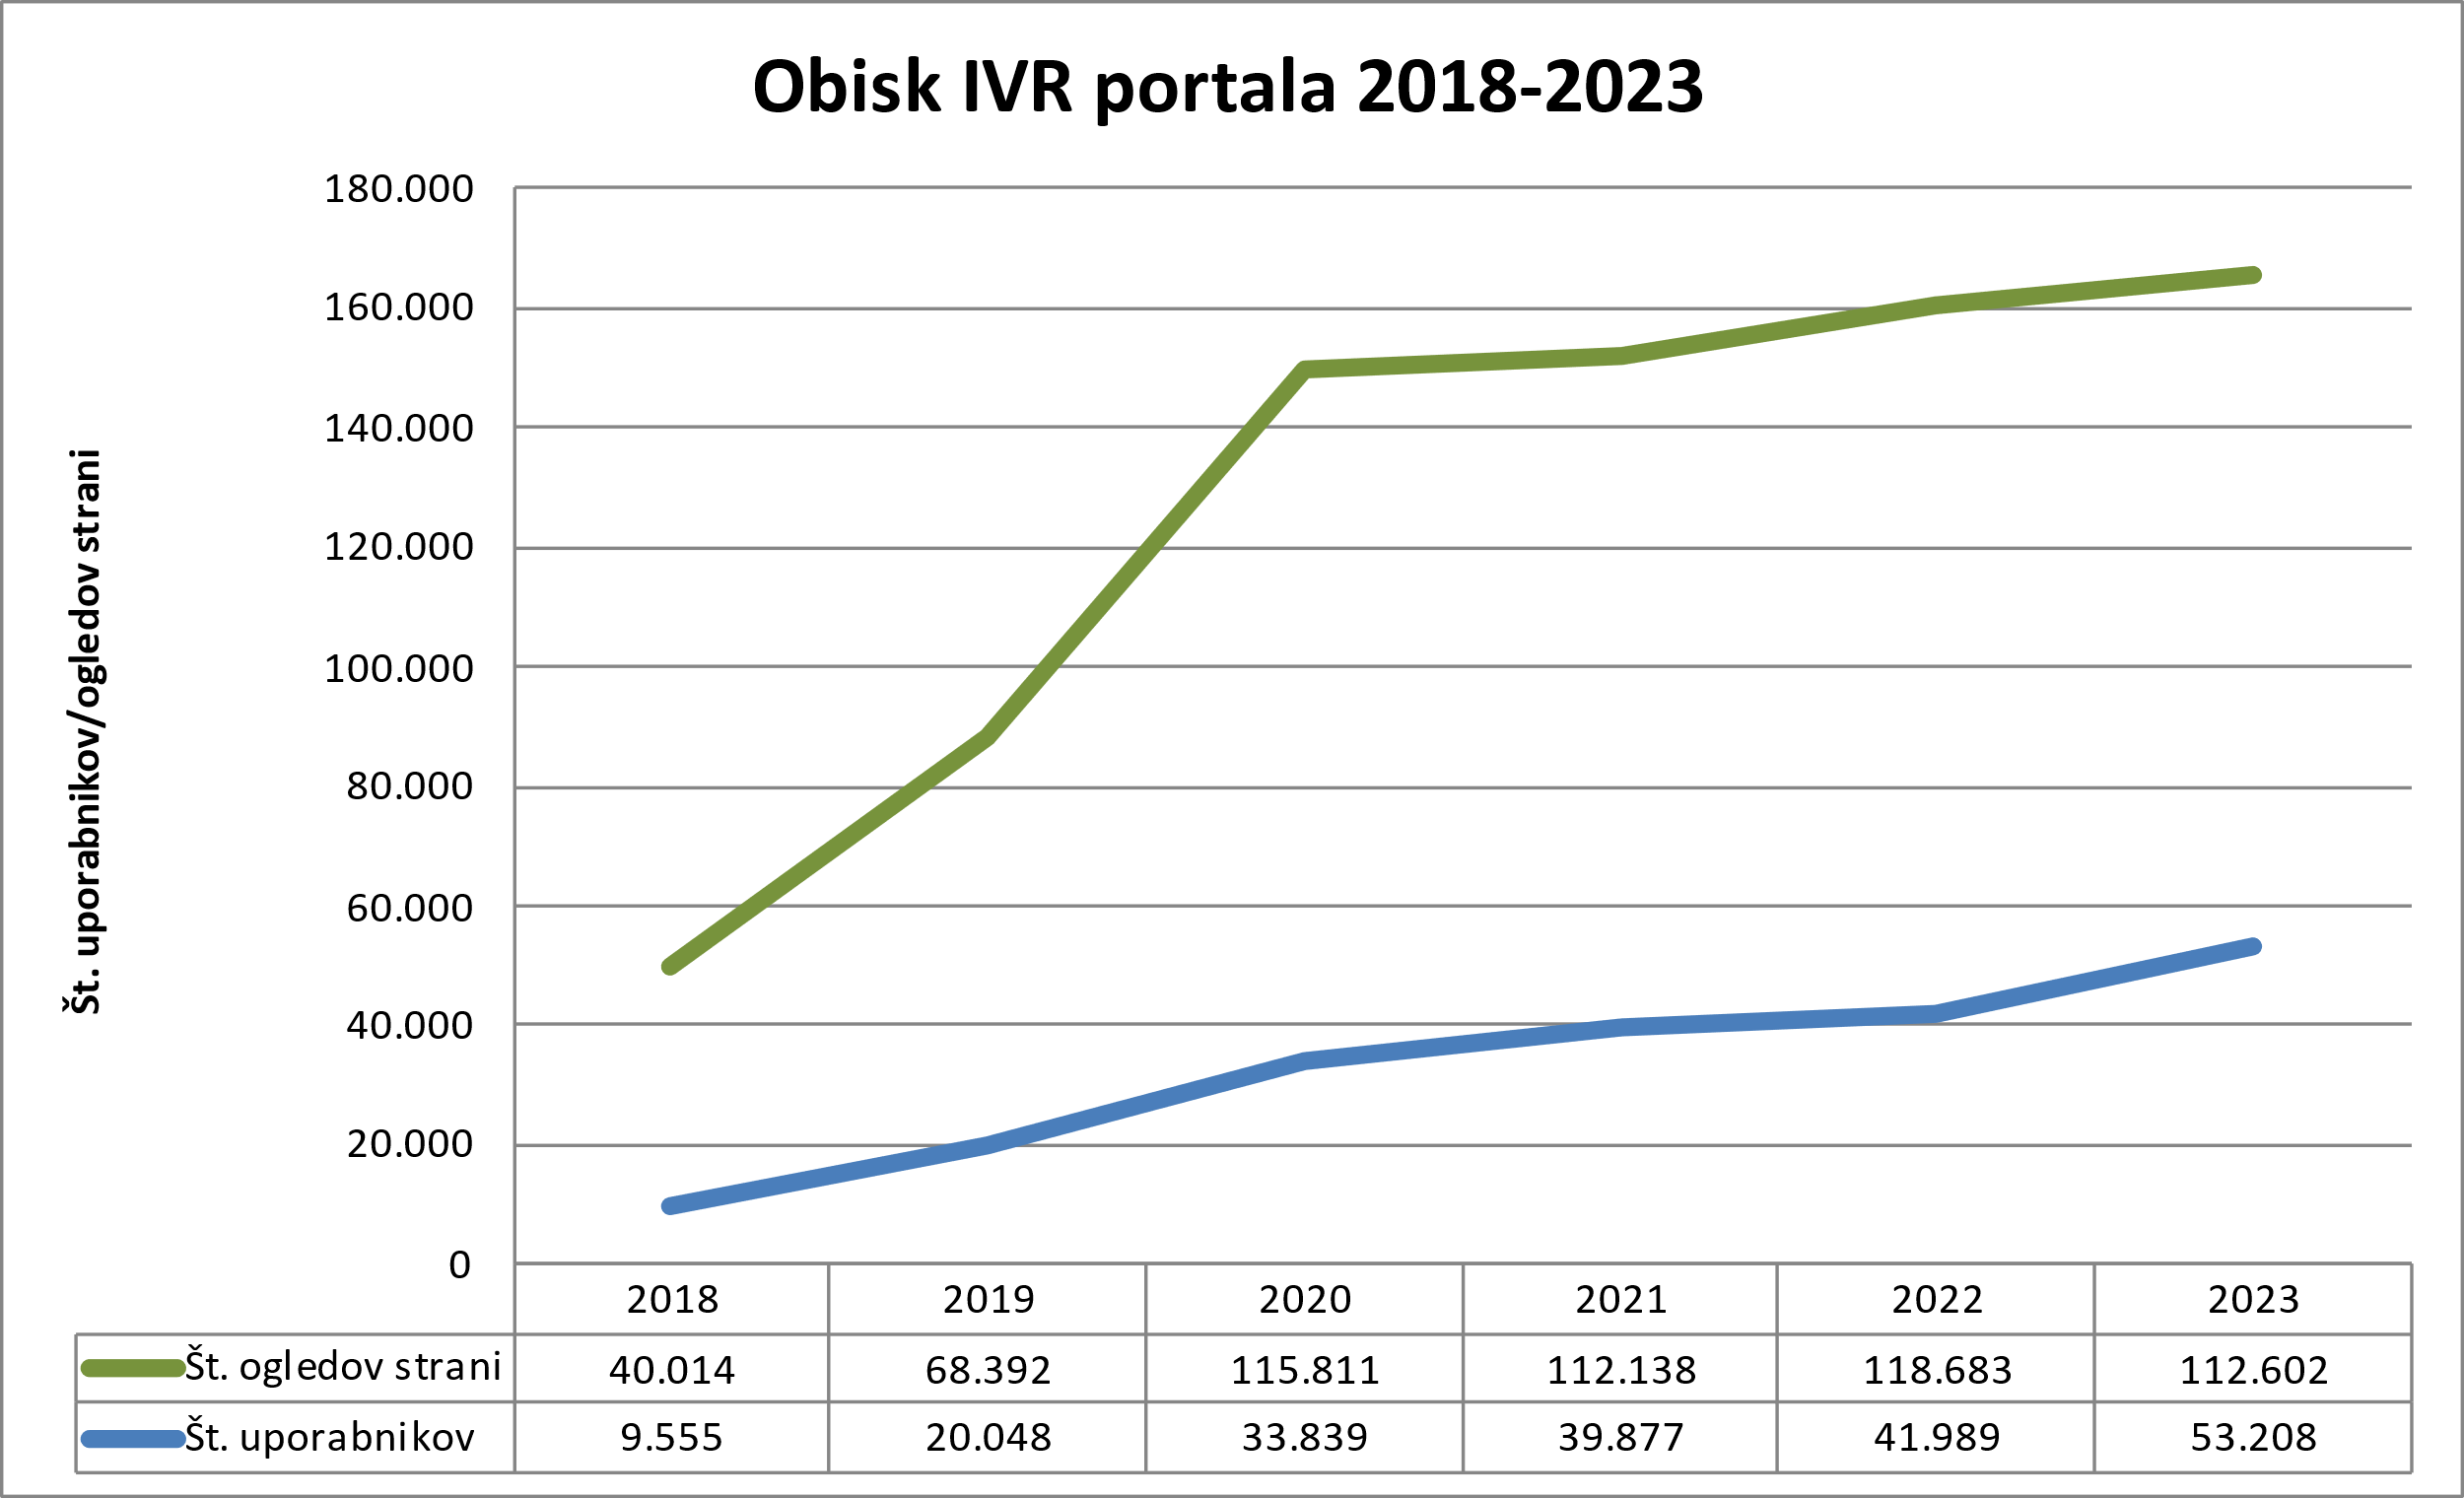 Obisk IVR portala 2018-2023
Št. uporabnikov/ogledov strani
180.000
160.000
140.000
120.000
100.000
80.000
60.000
40.000
20.000
0
2018 2019 2020 2021 2022 2023
Št. ogledov strani 40.014 68.392 115.811 112.138 118.683 112.602
Št. uporabnikov 9.555 20.048 33.839 39.877 41.989 53.208